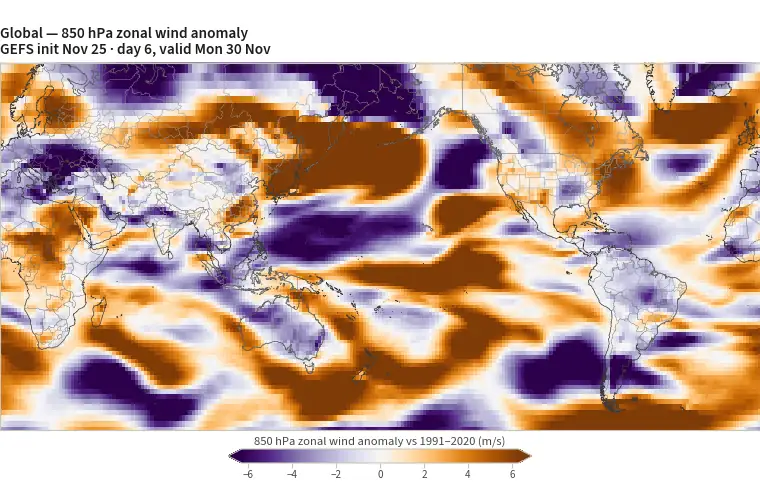 Global — 850 hPa zonal wind anomaly
GEFS init Nov 25 · day 6, valid Mon 30 Nov
850 hPa zonal wind anomaly vs 1991–2020 (m/s)
−6 −4 −2 0 2 4 6